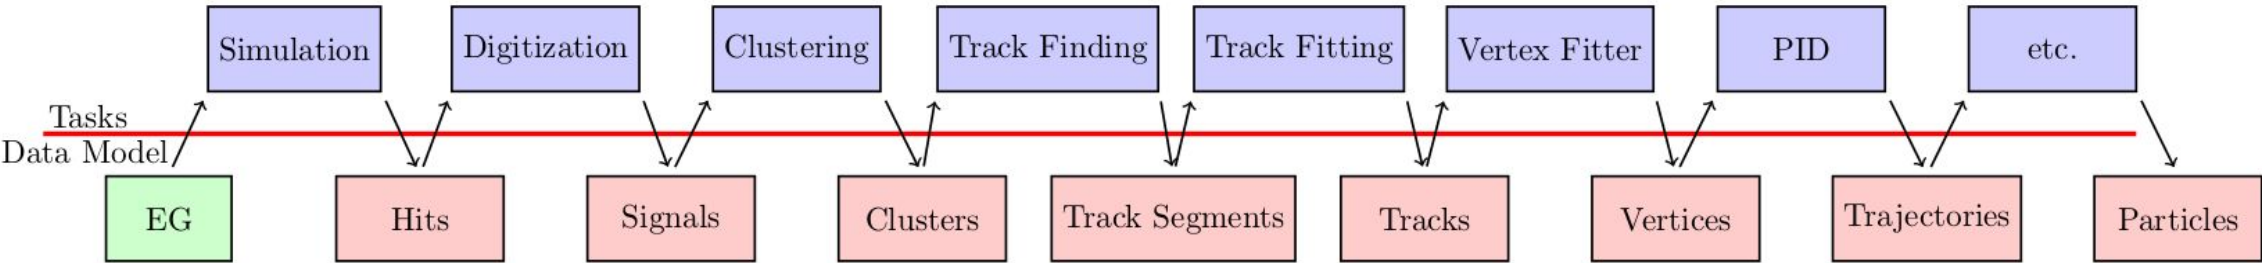 Simulation
Digitization
Clustering
Track Finding
Track Fitting
Vertex Fitter
PID
etc.
Tasks
Data Model
EG
Hits
Signals
Clusters
Track Segments
Tracks
Vertices
Trajectories
Particles